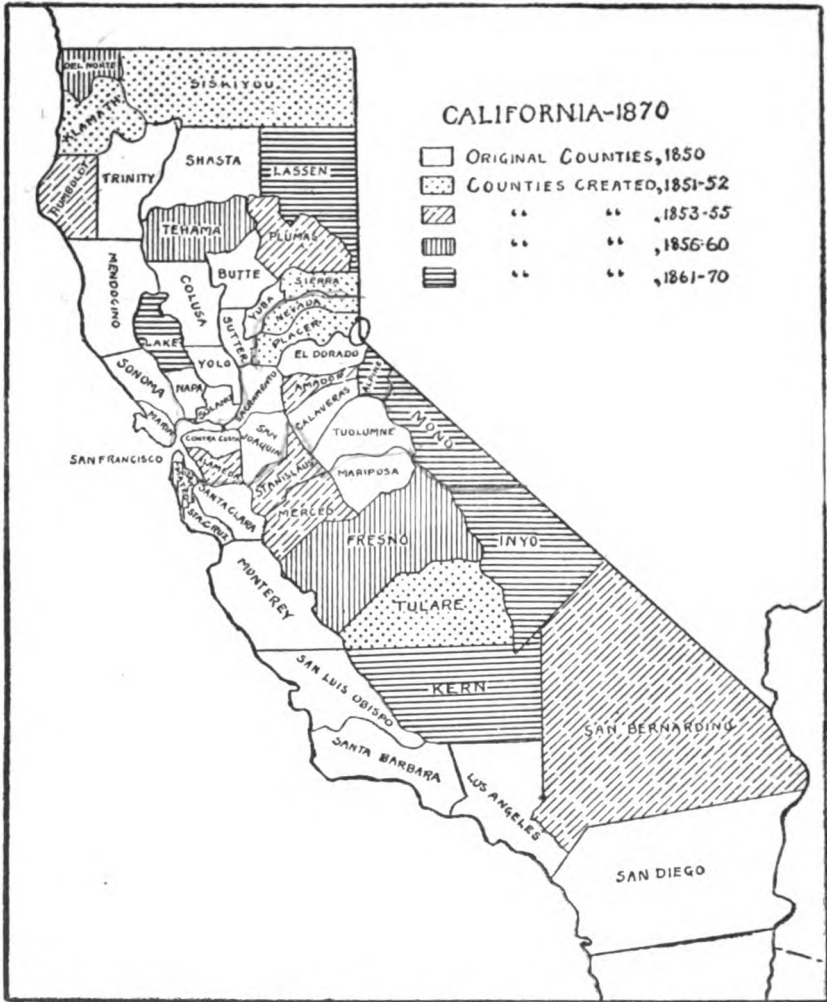 CALIFORNIA-1870
ORIGINAL COUNTIES, 1850
COUNTIES CREATED, 1851-52
“ “ , 1853-55
“ “ , 1856-60
“ “ , 1861-70
DEL NORTE
SISKIYOU
KLAMATH
HUMBOLDT
TRINITY
SHASTA
LASSEN
TEHAMA
PLUMAS
MENDOCINO
COLUSA
BUTTE
SIERRA
YUBA
NEVADA
SUTTER
PLACER
LAKE
EL DORADO
YOLO
SONOMA
NAPA
SACRAMENTO
AMADOR
ALPINE
SOLANO
CALAVERAS
MONO
MARIN
SAN JOAQUIN
TUOLUMNE
CONTRA COSTA
SAN FRANCISCO
ALAMEDA
STANISLAUS
MARIPOSA
SANTA CLARA
MERCED
STA. CRUZ
FRESNO
INYO
MONTEREY
TULARE
SAN LUIS OBISPO
KERN
SAN BERNARDINO
SANTA BARBARA
LOS ANGELES
SAN DIEGO